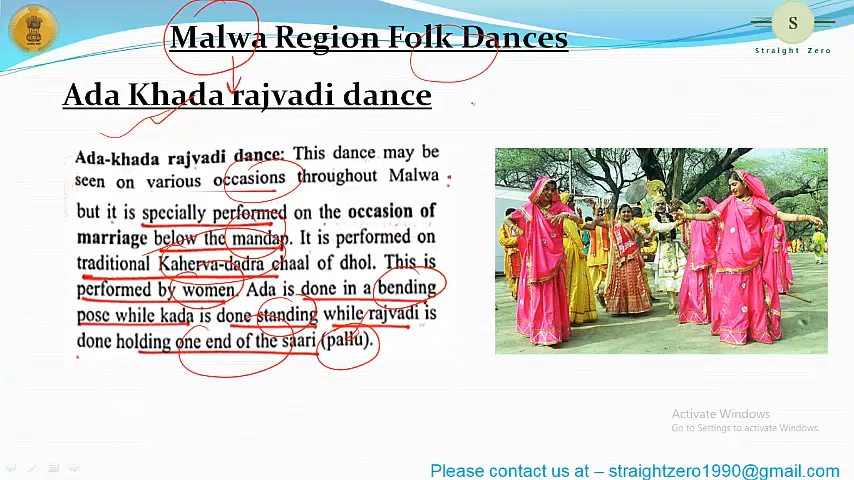 Malwa Region Folk Dances
S
Straight Zero
Ada Khada rajvadi dance
Ada-khada rajvadi dance: This dance may be
seen on various occasions throughout Malwa
but it is specially performed on the occasion of
marriage below the mandap. It is performed on
traditional Kaherva-dadra chaal of dhol. This is
performed by women. Ada is done in a bending
pose while kada is done standing while rajvadi is
done holding one end of the saari (pallu).
Activate Windows
Go to Settings to activate Windows.
Please contact us at – straightzero1990@gmail.com